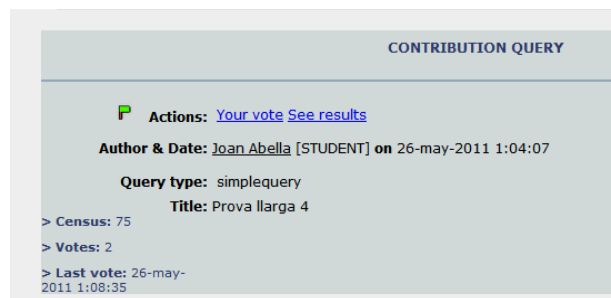 CONTRIBUTION QUERY
Actions: Your vote See results
Author & Date: Joan Abella [STUDENT] on 26-may-2011 1:04:07
Query type: simplequery
Title: Prova llarga 4
> Census: 75
> Votes: 2
> Last vote: 26-may-
2011 1:08:35